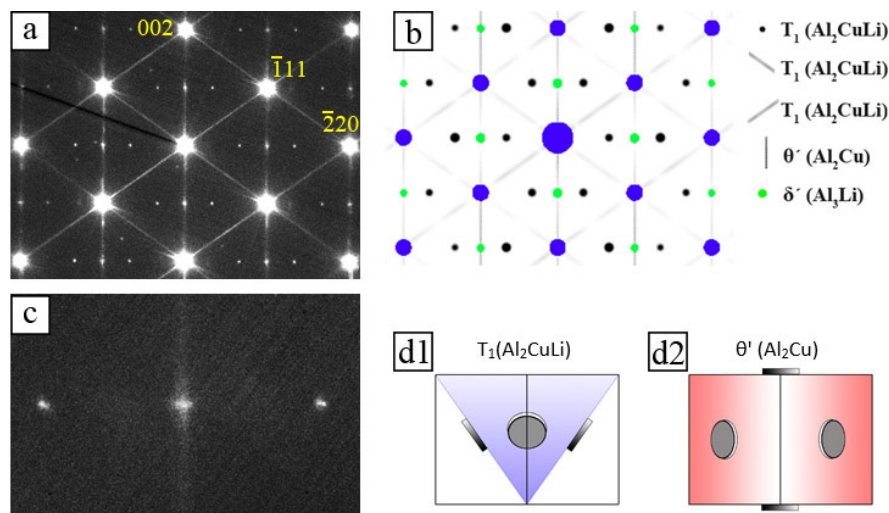 a
002
1̅11
2̅20
b
T₁ (Al₂CuLi)
T₁ (Al₂CuLi)
T₁ (Al₂CuLi)
θ´ (Al₂Cu)
δ´ (Al₃Li)
c
d1
T₁(Al₂CuLi)
d2
θ' (Al₂Cu)